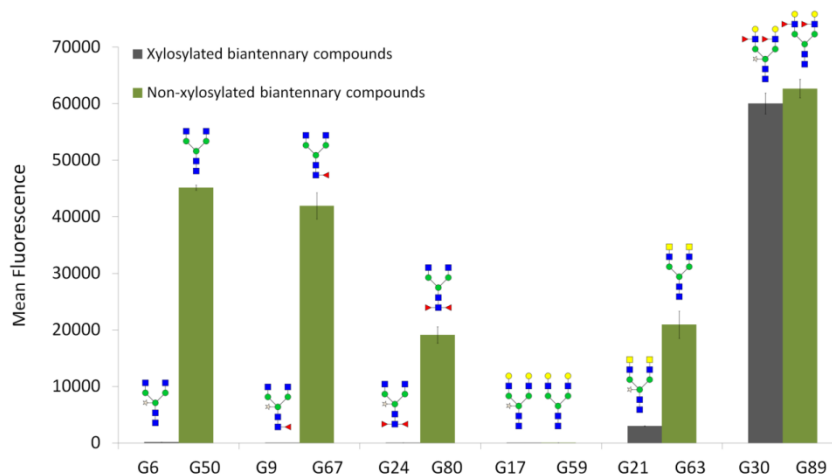 70000
Xylosylated biantennary compounds
60000
Non-xylosylated biantennary compounds
50000
40000
30000
20000
10000
0
Mean Fluorescence
G6 G50 G9 G67 G24 G80 G17 G59 G21 G63 G30 G89